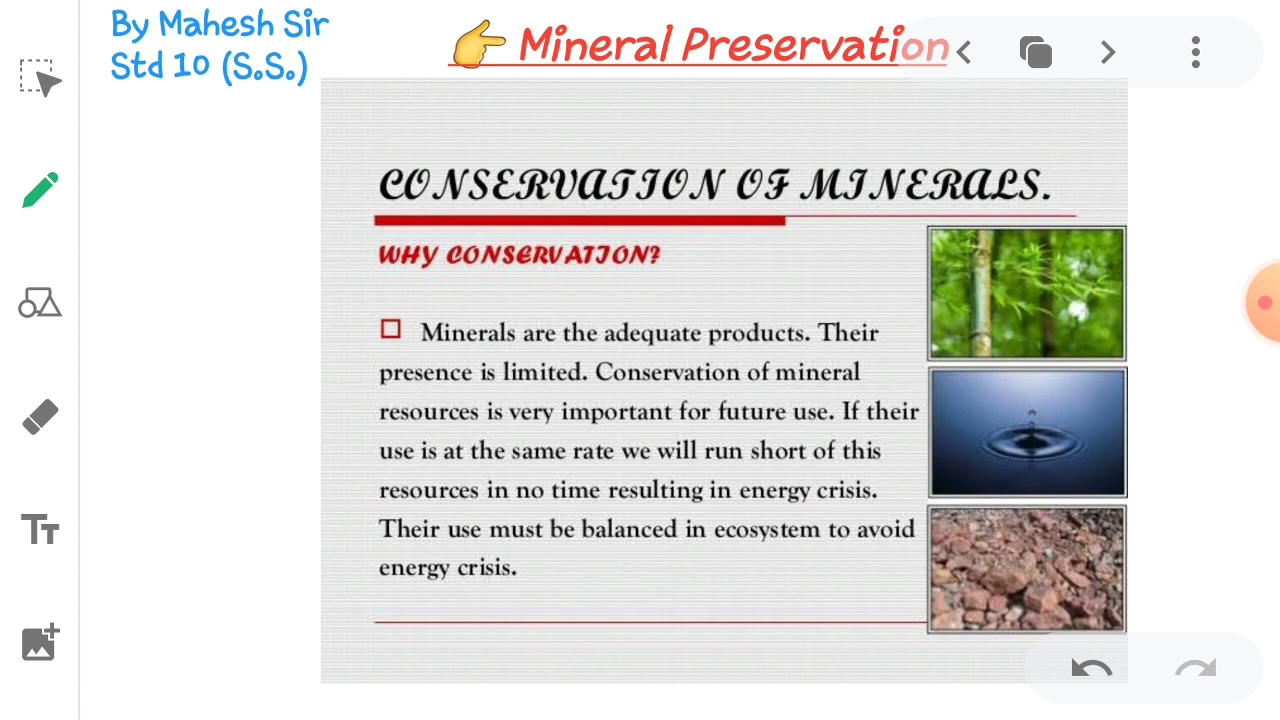 By Mahesh Sir
Std 10 (S.S.)
Mineral Preservation
CONSERVATION OF MINERALS.
WHY CONSERVATION?
Minerals are the adequate products. Their
presence is limited. Conservation of mineral
resources is very important for future use. If their
use is at the same rate we will run short of this
resources in no time resulting in energy crisis.
Their use must be balanced in ecosystem to avoid
energy crisis.
TT